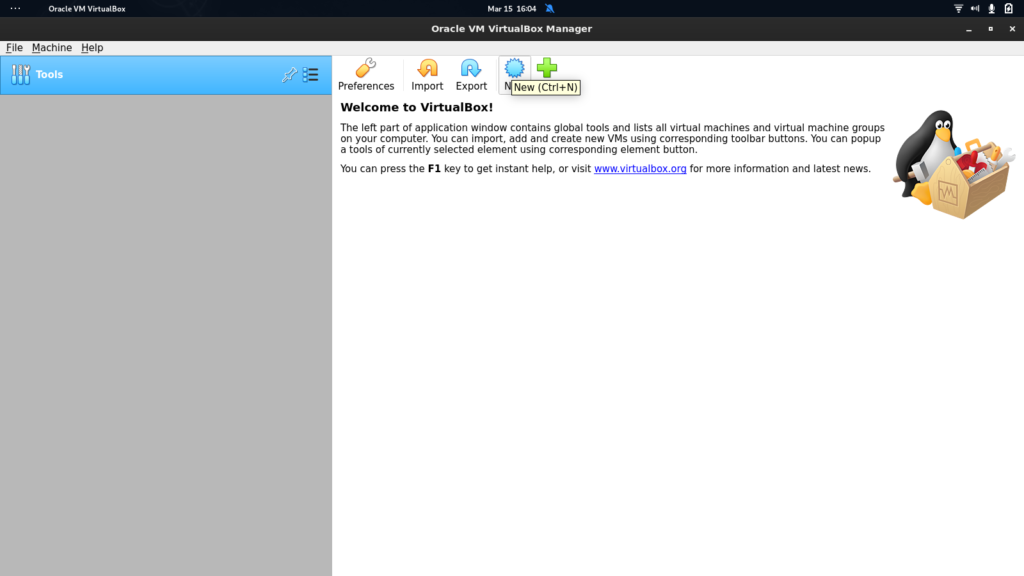 Oracle VM VirtualBox
Mar 15 16:04
Oracle VM VirtualBox Manager
File Machine Help
Tools
Preferences
Import
Export
New (Ctrl+N)
Welcome to VirtualBox!
The left part of application window contains global tools and lists all virtual machines and virtual machine groups
on your computer. You can import, add and create new VMs using corresponding toolbar buttons. You can popup
a tools of currently selected element using corresponding element button.
You can press the F1 key to get instant help, or visit www.virtualbox.org for more information and latest news.